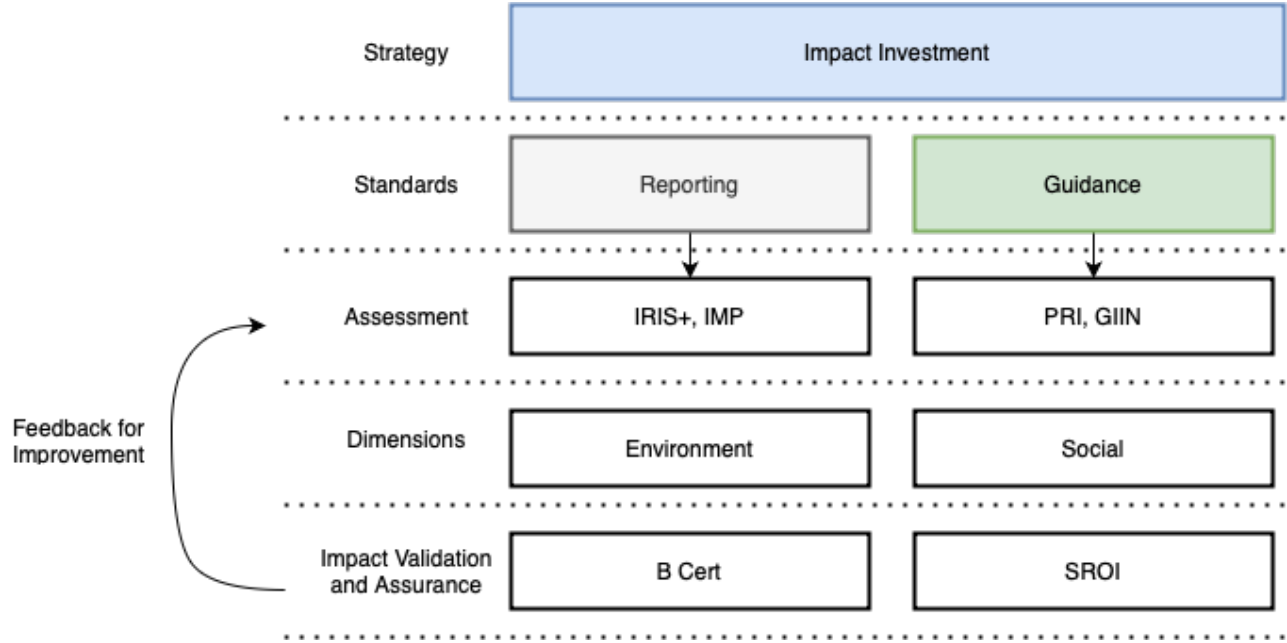 Strategy
Impact Investment
Standards
Reporting
Guidance
Assessment
IRIS+, IMP
PRI, GIIN
Feedback for
Improvement
Dimensions
Environment
Social
Impact Validation
and Assurance
B Cert
SROI